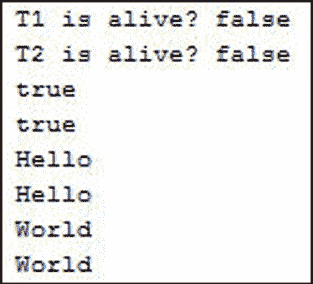 T1 is alive? false
T2 is alive? false
true
true
Hello
Hello
World
World